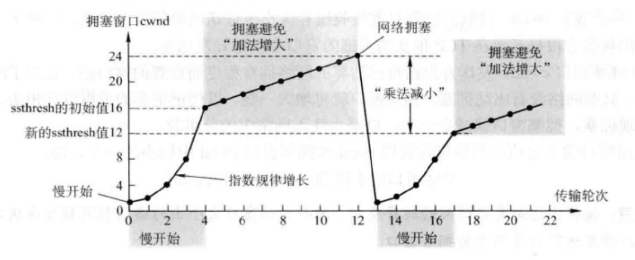 拥塞窗口cwnd
拥塞避免
“加法增大”
网络拥塞
拥塞避免
“加法增大”
24
20
ssthresh的初始值16
新的ssthresh值12
“乘法减小”
8
4
慢开始
0
指数规律增长
传输轮次
0 2 4 6 8 10 12 14 16 18 20 22
慢开始
慢开始